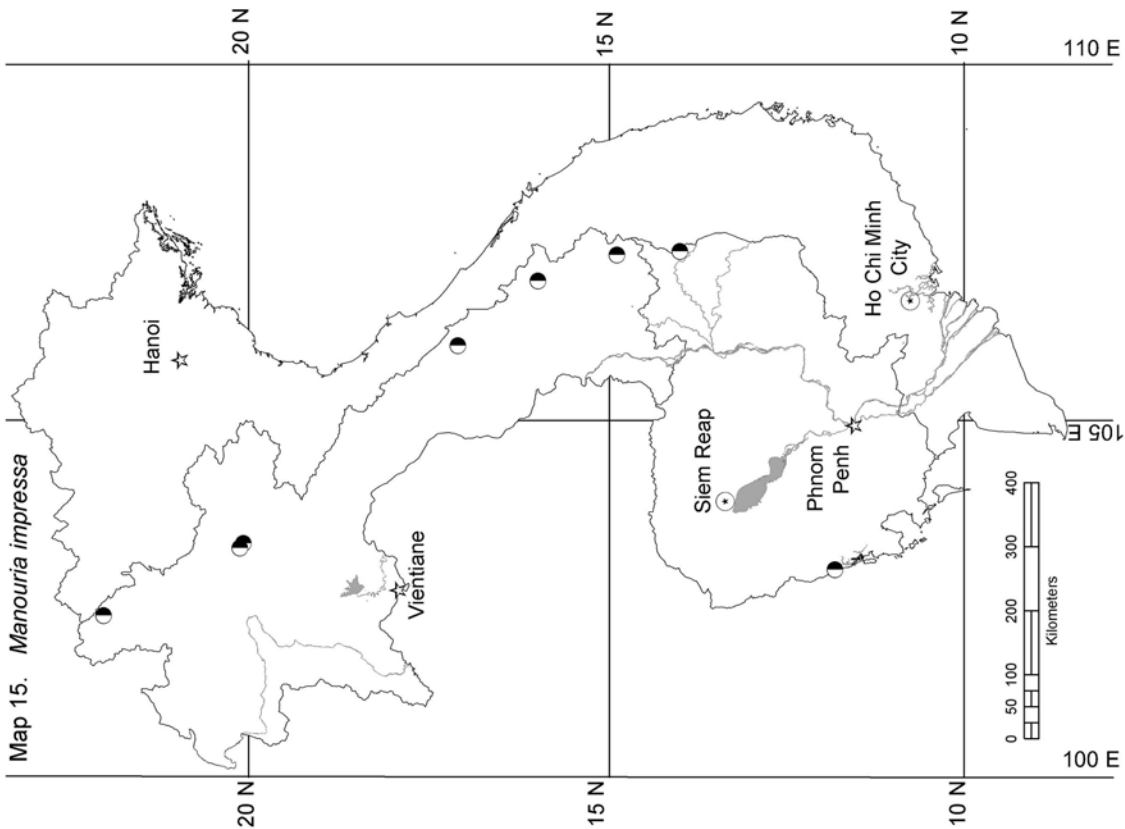 Map 15. Manouria impressa
20 N
15 N
10 N
110 E
Hanoi
Ho Chi Minh
City
105 E
Siem Reap
Phnom
Penh
Vientiane
0
50
100
200
300
400
Kilometers
100 E
20 N
15 N
10 N